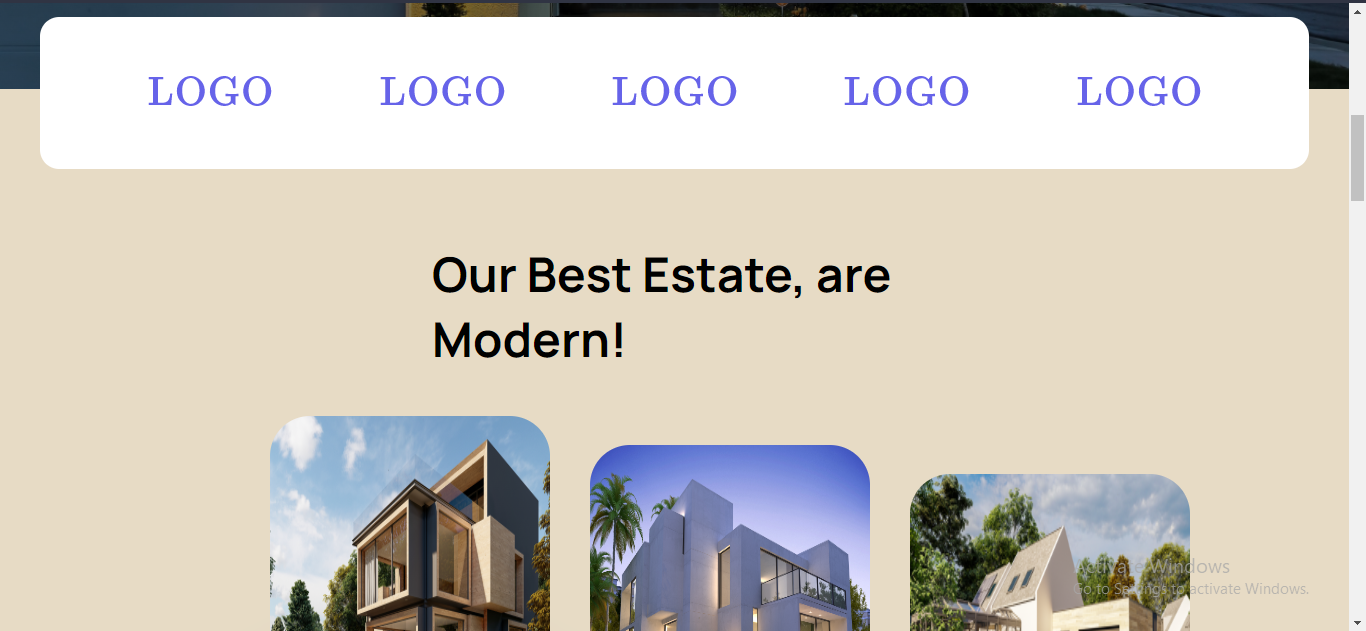 LOGO LOGO LOGO LOGO LOGO
Our Best Estate, are
Modern!
Activate Windows
Go to Settings to activate Windows.